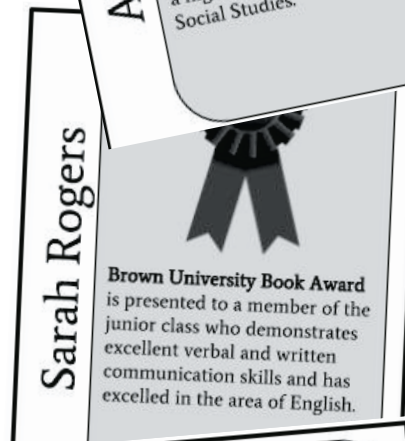 A
Social Studies.
Sarah Rogers
Brown University Book Award
is presented to a member of the
junior class who demonstrates
excellent verbal and written
communication skills and has
excelled in the area of English.